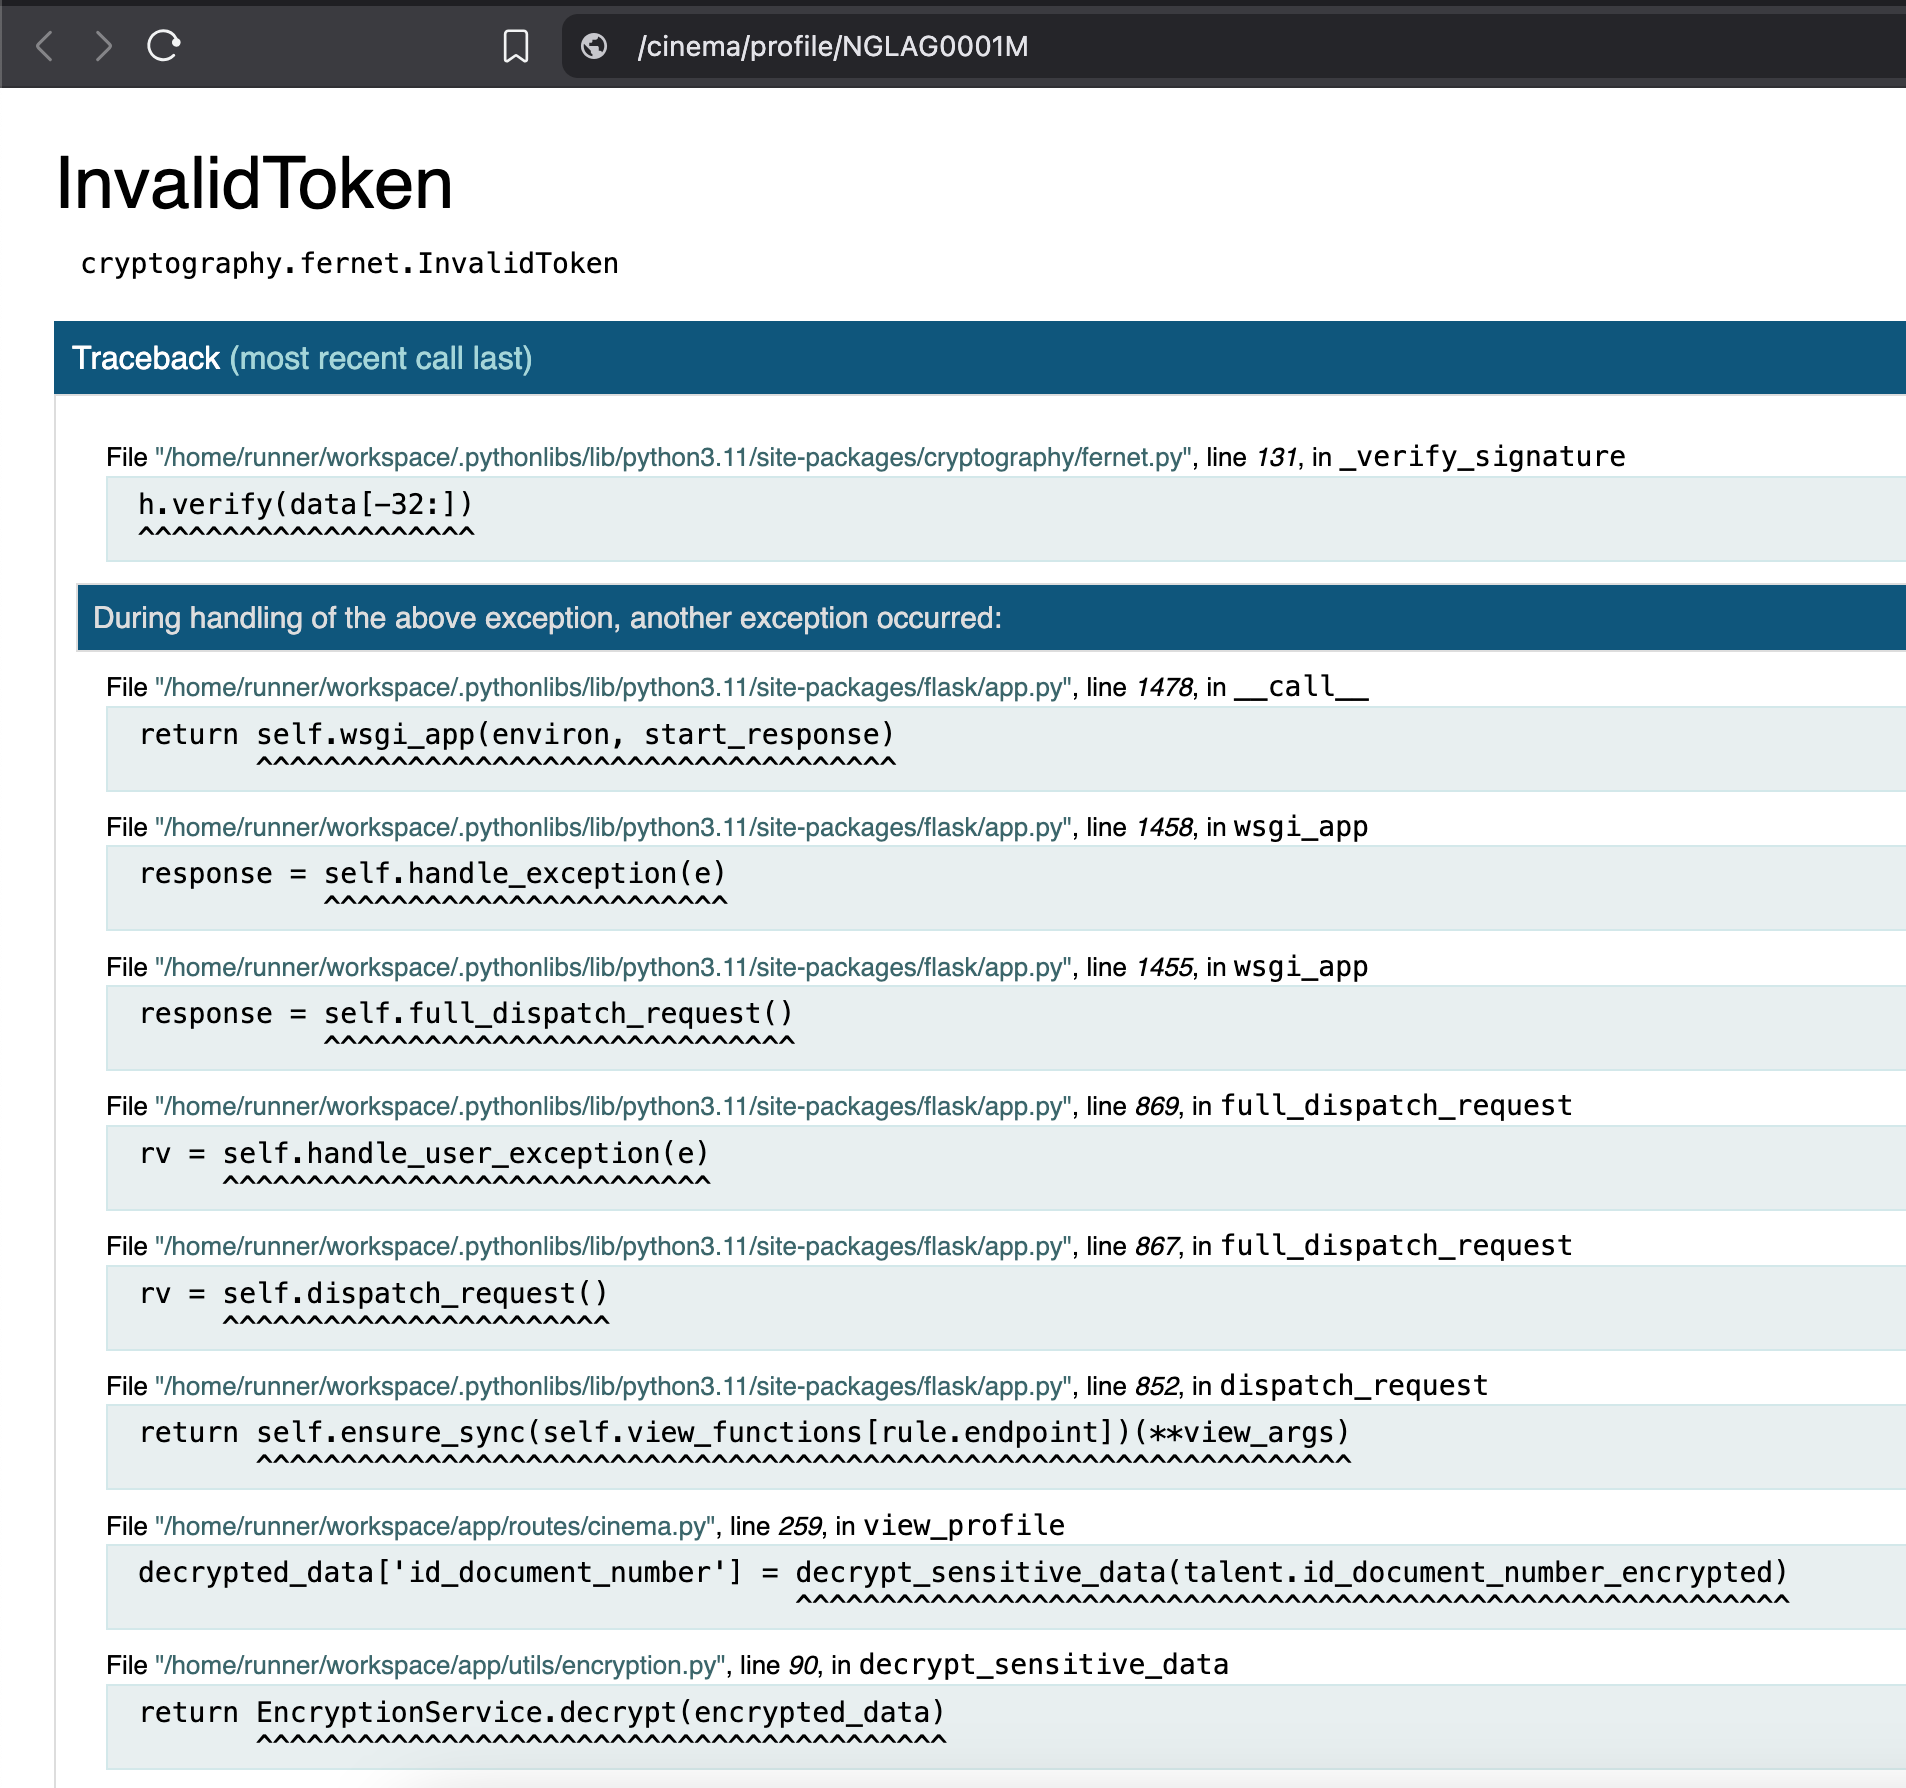 /cinema/profile/NGLAG0001M
InvalidToken
cryptography.fernet.InvalidToken
Traceback (most recent call last)
File "/home/runner/workspace/.pythonlibs/lib/python3.11/site-packages/cryptography/fernet.py", line 131, in _verify_signature
h.verify(data[-32:])
^^^^^^^^^^^^^^^^^^^^
During handling of the above exception, another exception occurred:
File "/home/runner/workspace/.pythonlibs/lib/python3.11/site-packages/flask/app.py", line 1478, in __call__
return self.wsgi_app(environ, start_response)
^^^^^^^^^^^^^^^^^^^^^^^^^^^^^^^^^^^^^^
File "/home/runner/workspace/.pythonlibs/lib/python3.11/site-packages/flask/app.py", line 1458, in wsgi_app
response = self.handle_exception(e)
^^^^^^^^^^^^^^^^^^^^^^^^
File "/home/runner/workspace/.pythonlibs/lib/python3.11/site-packages/flask/app.py", line 1455, in wsgi_app
response = self.full_dispatch_request()
^^^^^^^^^^^^^^^^^^^^^^^^^^^^
File "/home/runner/workspace/.pythonlibs/lib/python3.11/site-packages/flask/app.py", line 869, in full_dispatch_request
rv = self.handle_user_exception(e)
^^^^^^^^^^^^^^^^^^^^^^^^^^^^^
File "/home/runner/workspace/.pythonlibs/lib/python3.11/site-packages/flask/app.py", line 867, in full_dispatch_request
rv = self.dispatch_request()
^^^^^^^^^^^^^^^^^^^^^^^
File "/home/runner/workspace/.pythonlibs/lib/python3.11/site-packages/flask/app.py", line 852, in dispatch_request
return self.ensure_sync(self.view_functions[rule.endpoint])(**view_args)
^^^^^^^^^^^^^^^^^^^^^^^^^^^^^^^^^^^^^^^^^^^^^^^^^^^^^^^^^^^^^^^^^
File "/home/runner/workspace/app/routes/cinema.py", line 259, in view_profile
decrypted_data['id_document_number'] = decrypt_sensitive_data(talent.id_document_number_encrypted)
^^^^^^^^^^^^^^^^^^^^^^^^^^^^^^^^^^^^^^^^^^^^^^^^^^^^^^^^^^^
File "/home/runner/workspace/app/utils/encryption.py", line 90, in decrypt_sensitive_data
return EncryptionService.decrypt(encrypted_data)
^^^^^^^^^^^^^^^^^^^^^^^^^^^^^^^^^^^^^^^^^